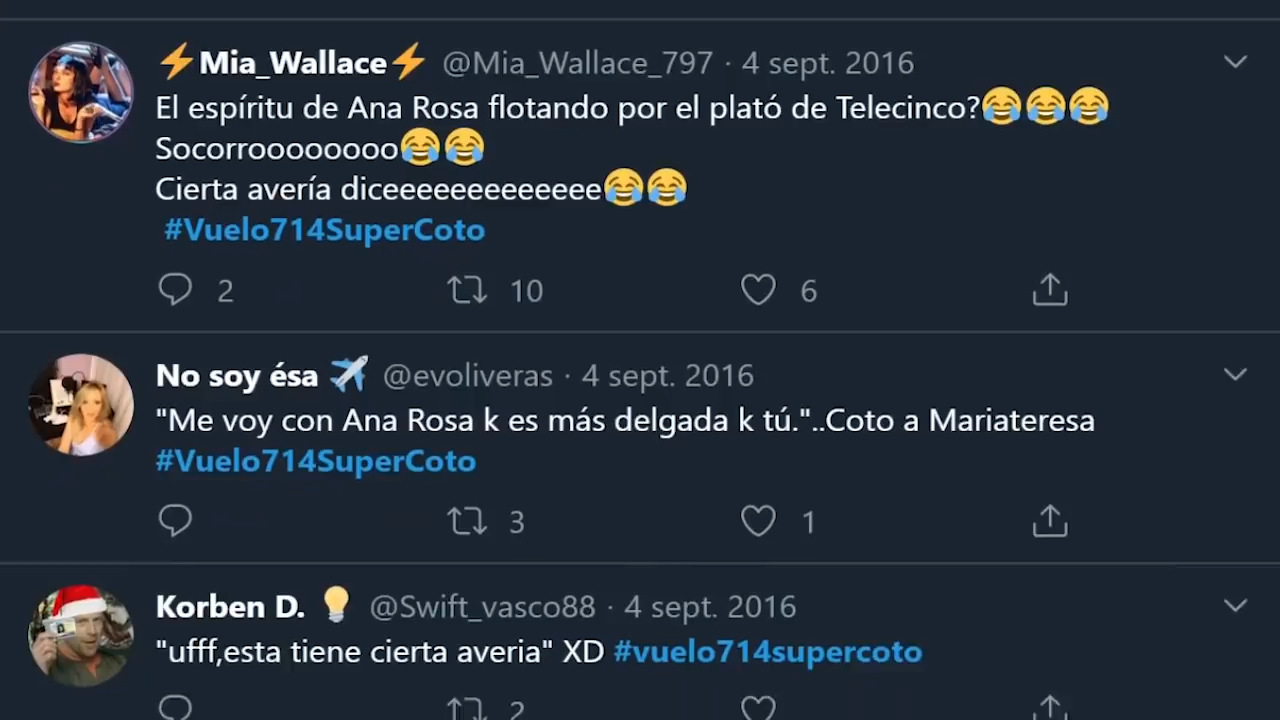 ⚡Mia_Wallace⚡ @Mia_Wallace_797 · 4 sept. 2016
El espíritu de Ana Rosa flotando por el plató de Telecinco?😂😂😂
Socorroooooooo😂😂
Cierta avería diceeeeeeeeeeeee😂😂
#Vuelo714SuperCoto
2 10 6
No soy ésa ✈️ @evoliveras · 4 sept. 2016
"Me voy con Ana Rosa k es más delgada k tú."..Coto a Mariateresa
#Vuelo714SuperCoto
3 1
Korben D. 💡 @Swift_vasco88 · 4 sept. 2016
"ufff,esta tiene cierta averia" XD #vuelo714supercoto
2